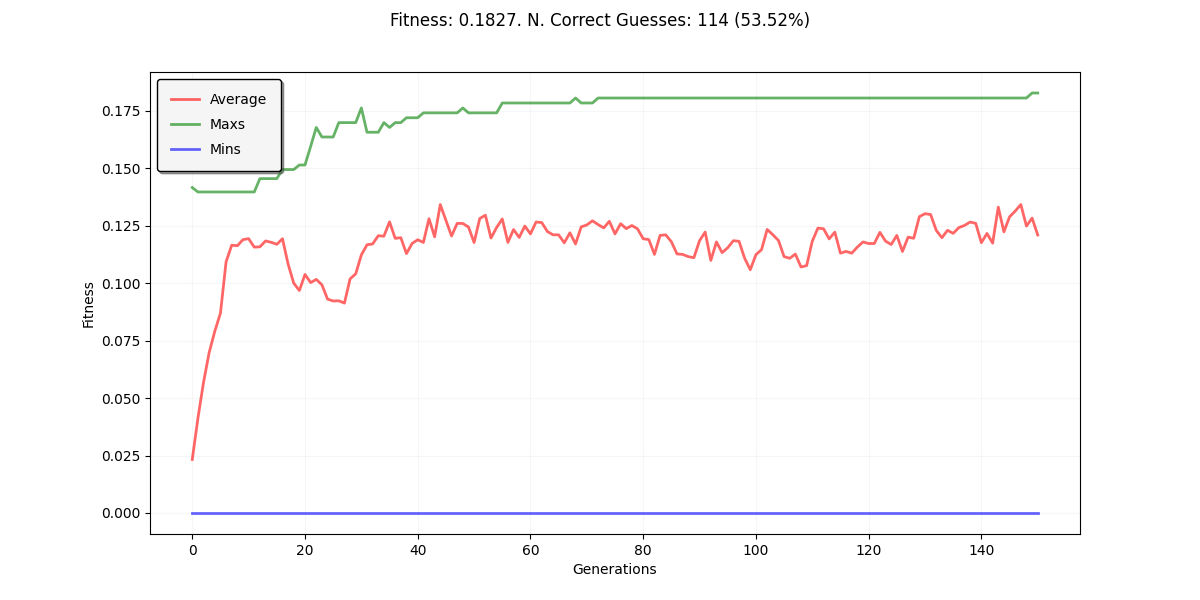 Fitness: 0.1827. N. Correct Guesses: 114 (53.52%)
Average
Maxs
Mins
Fitness
0.175
0.150
0.125
0.100
0.075
0.050
0.025
0.000
0 20 40 60 80 100 120 140
Generations